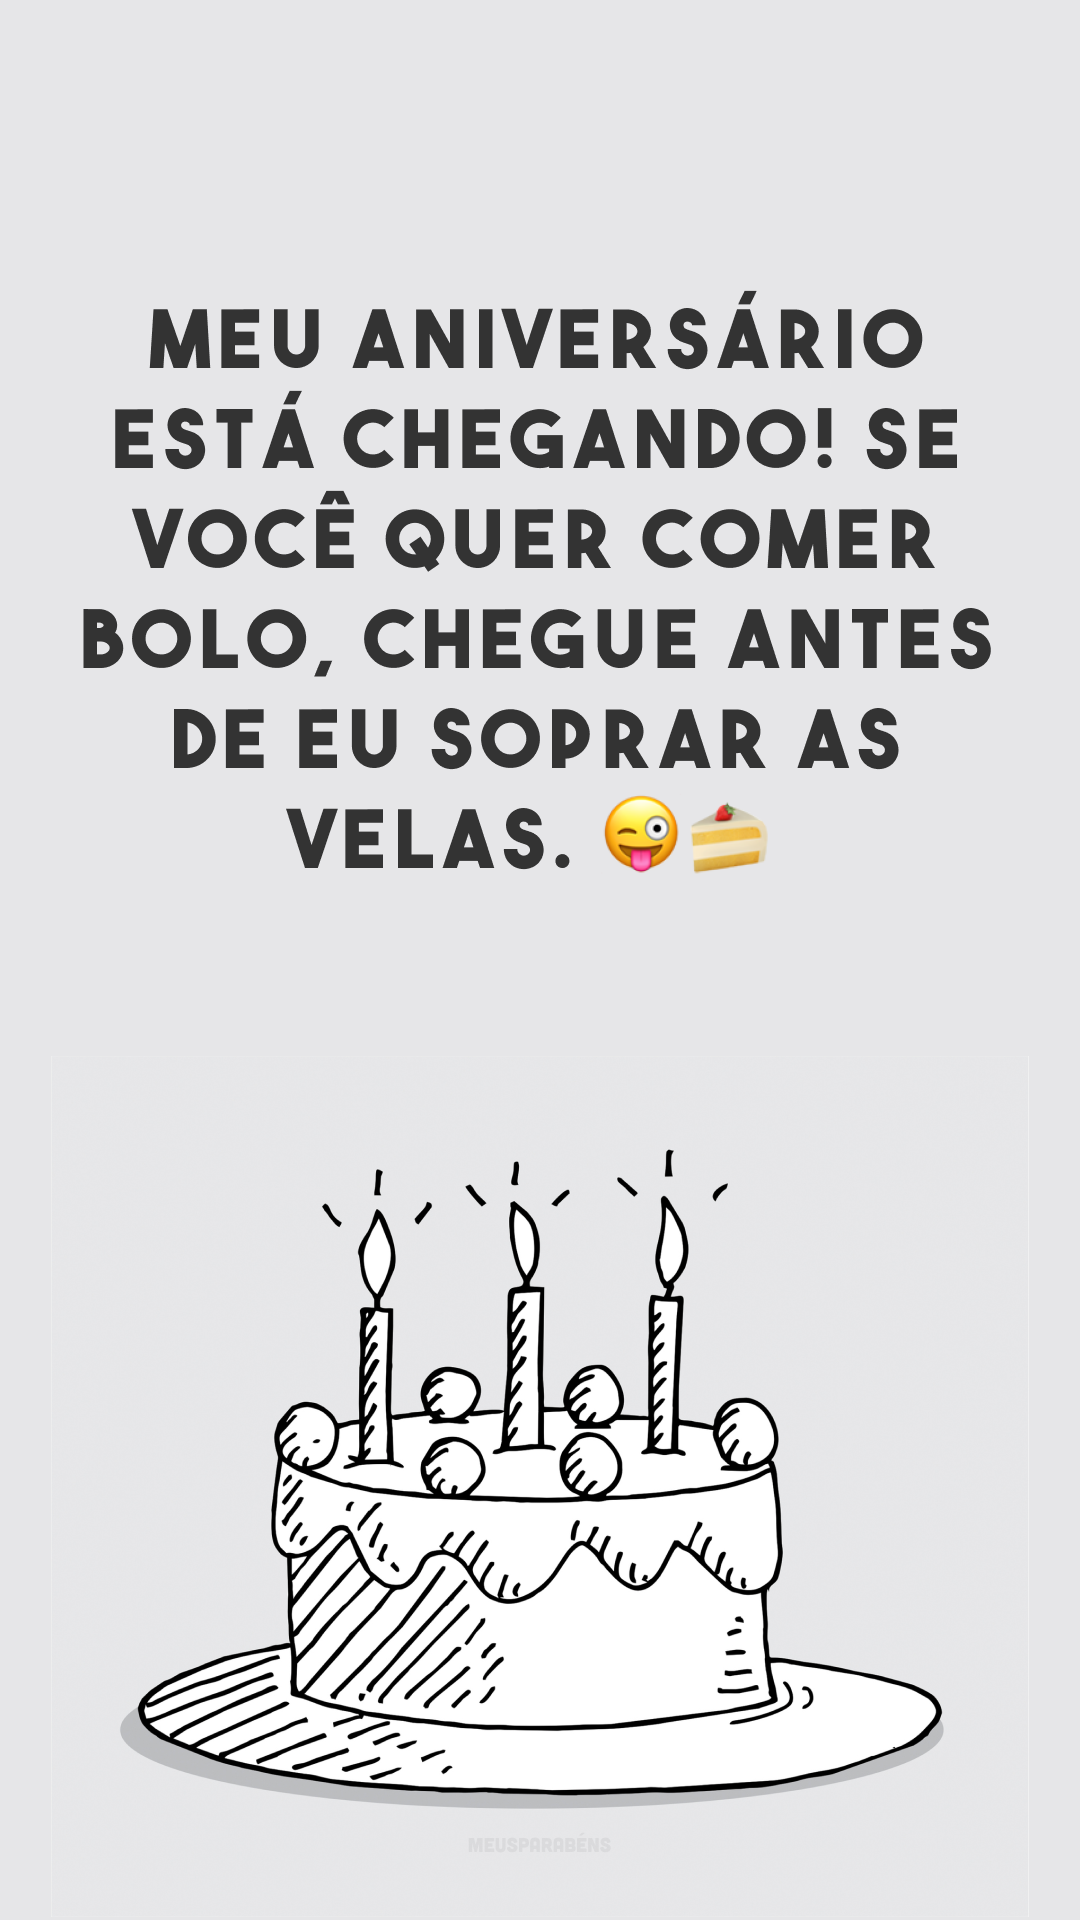 MEU ANIVERSÁRIO
ESTÁ CHEGANDO! SE
VOCÊ QUER COMER
BOLO, CHEGUE ANTES
DE EU SOPRAR AS
VELAS. 😜🍰
MEUSPARABÉNS